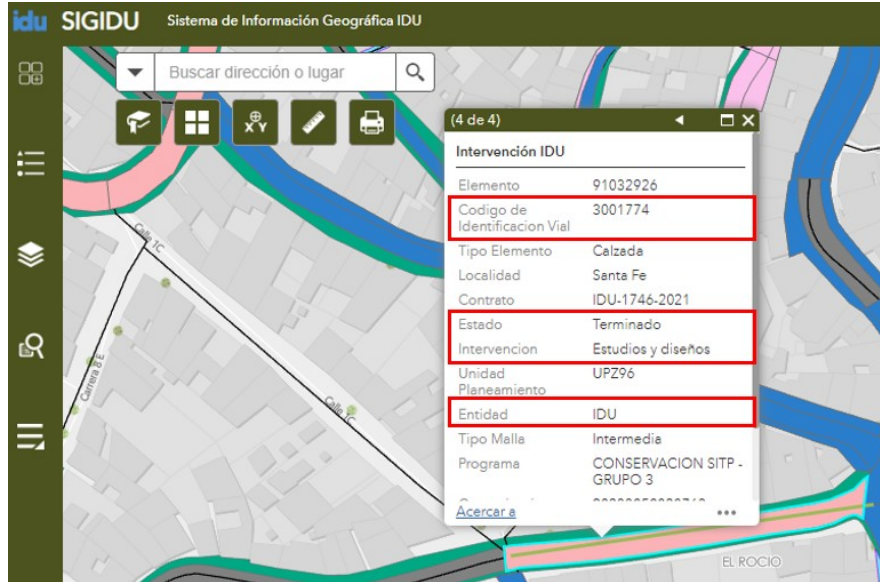 idu SIGIDU Sistema de Información Geográfica IDU
Buscar dirección o lugar
X Y
(4 de 4)
Intervención IDU
Elemento 91032926
Codigo de Identificacion Vial 3001774
Tipo Elemento Calzada
Localidad Santa Fe
Contrato IDU-1746-2021
Estado Terminado
Intervencion Estudios y diseños
Unidad Planeamiento UPZ96
Entidad IDU
Tipo Malla Intermedia
Programa CONSERVACION SITP - GRUPO 3
Acercar a
Calle 1C
Carrera 8 E
Calle 1C
EL ROCIO